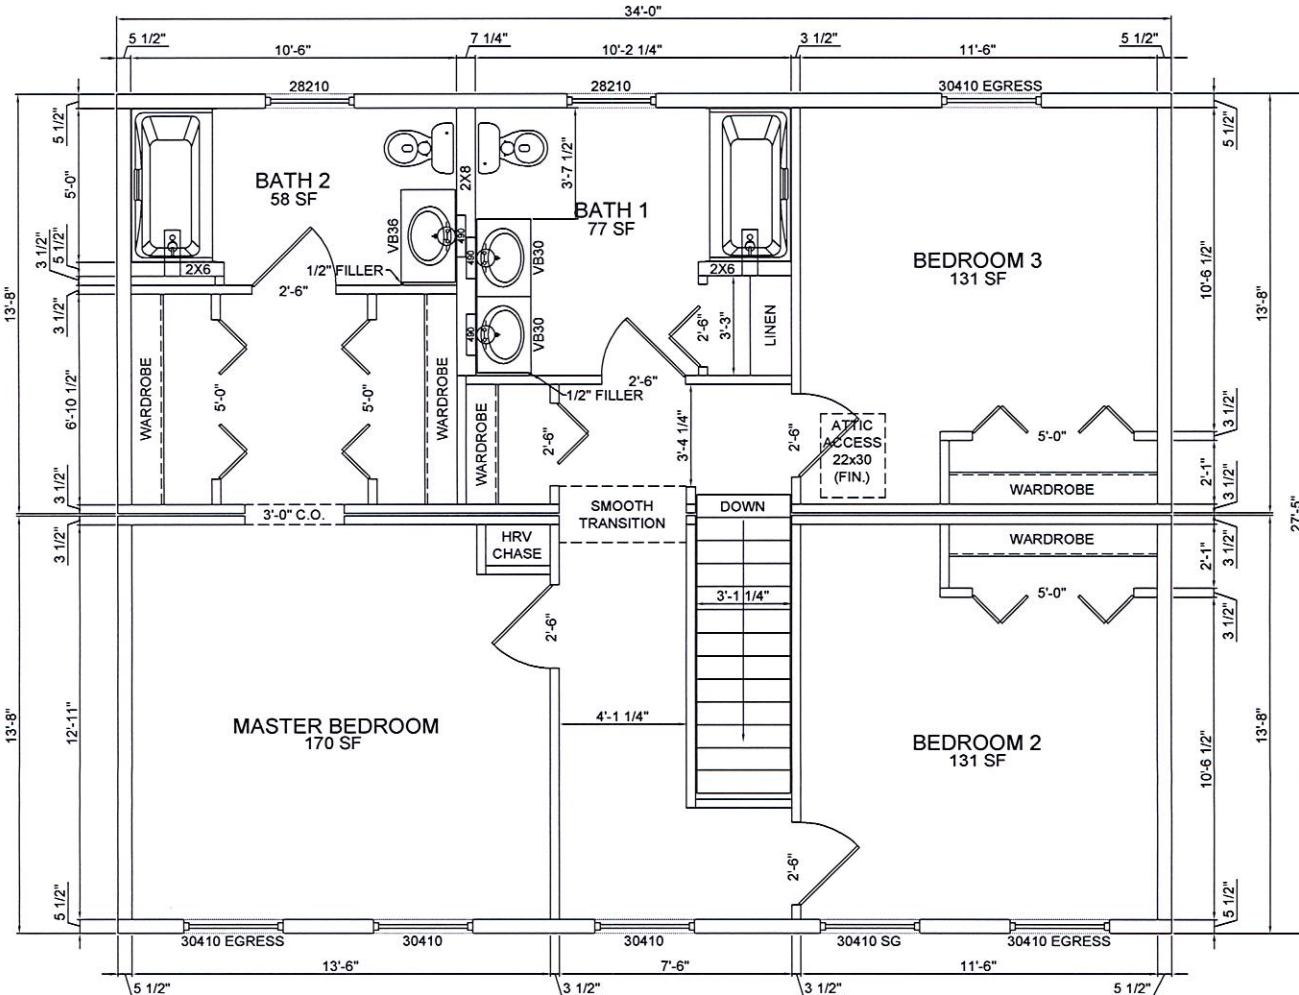 34'-0"
5 1/2"
10'-6"
7 1/4"
10'-2 1/4"
3 1/2"
11'-6"
5 1/2"
28210
28210
30410 EGRESS
5 1/2"
5'-0"
5 1/2"
3 1/2"
3 1/2"
13'-8"
6'-10 1/2"
3 1/2"
3 1/2"
13'-8"
12'-11"
5 1/2"
BATH 2
58 SF
2X8
3'-7 1/2"
BATH 1
77 SF
VB36
490
490
490
VB30
VB30
2X6
1/2" FILLER
2'-6"
2X6
2'-6"
3'-3"
LINEN
2'-6"
1/2" FILLER
BEDROOM 3
131 SF
5 1/2"
10'-6 1/2"
13'-8"
3 1/2"
2'-1"
3 1/2"
WARDROBE
5'-0"
5'-0"
WARDROBE
WARDROBE
2'-6"
3'-4 1/4"
2'-6"
ATTIC
ACCESS
22x30
(FIN.)
5'-0"
WARDROBE
3'-0" C.O.
SMOOTH
TRANSITION
DOWN
HRV
CHASE
27'-5"
WARDROBE
2'-1"
3 1/2"
5'-0"
3 1/2"
3'-1 1/4"
2'-6"
MASTER BEDROOM
170 SF
4'-1 1/4"
BEDROOM 2
131 SF
10'-6 1/2"
13'-8"
2'-6"
5 1/2"
30410 EGRESS
30410
30410
30410 SG
30410 EGRESS
13'-6"
7'-6"
11'-6"
5 1/2"
3 1/2"
3 1/2"
5 1/2"